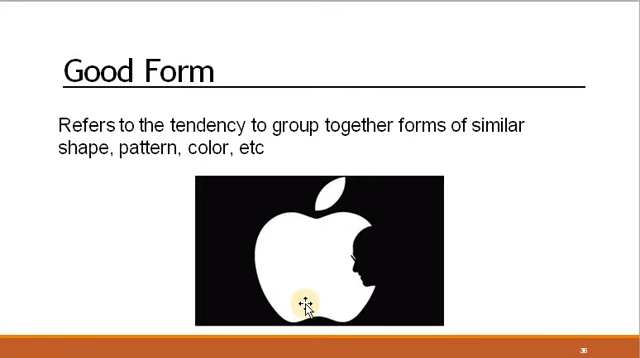 Good Form
Refers to the tendency to group together forms of similar
shape, pattern, color, etc
36